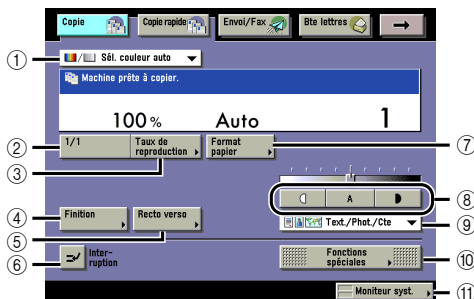 Copie
Copie rapide
Envoi/Fax
Bte lettres
①
Sél. couleur auto
Machine prête à copier.
100 % Auto 1
②
1/1
Taux de
reproduction
Format
papier
⑦
③
A
⑧
④
Finition
Recto verso
Text./Phot./Cte
⑨
⑤
⑥
Inter-
ruption
Fonctions
spéciales
⑩
Moniteur syst.
⑪